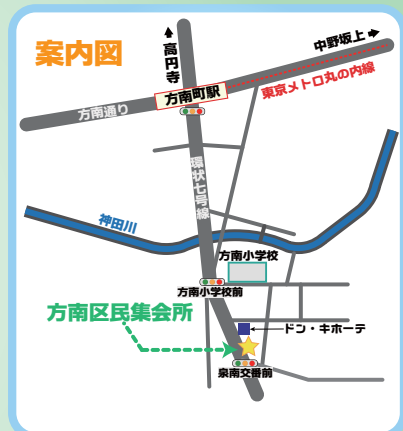 案内図
高円寺
中野坂上
方南町駅
東京メトロ丸の内線
方南通り
環状七号線
神田川
方南小学校
方南小学校前
方南区民集会所
ドン・キホーテ
泉南交番前